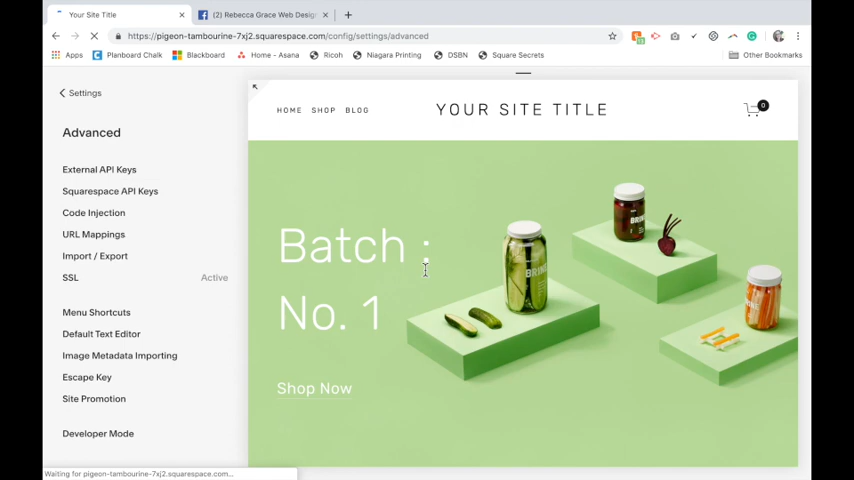 Your Site Title
(2) Rebecca Grace Web Desig
https://pigeon-tambourine-7xj2.squarespace.com/config/settings/advanced
Apps
Planboard Chalk
Blackboard
Home - Asana
Ricoh
Niagara Printing
DSBN
Square Secrets
Other Bookmarks
Settings
Advanced
External API Keys
Squarespace API Keys
Code Injection
URL Mappings
Import / Export
SSL Active
Menu Shortcuts
Default Text Editor
Image Metadata Importing
Escape Key
Site Promotion
Developer Mode
HOME SHOP BLOG
YOUR SITE TITLE
0
Batch :
No. 1
Shop Now
BRINE
Waiting for pigeon-tambourine-7xj2.squarespace.com...